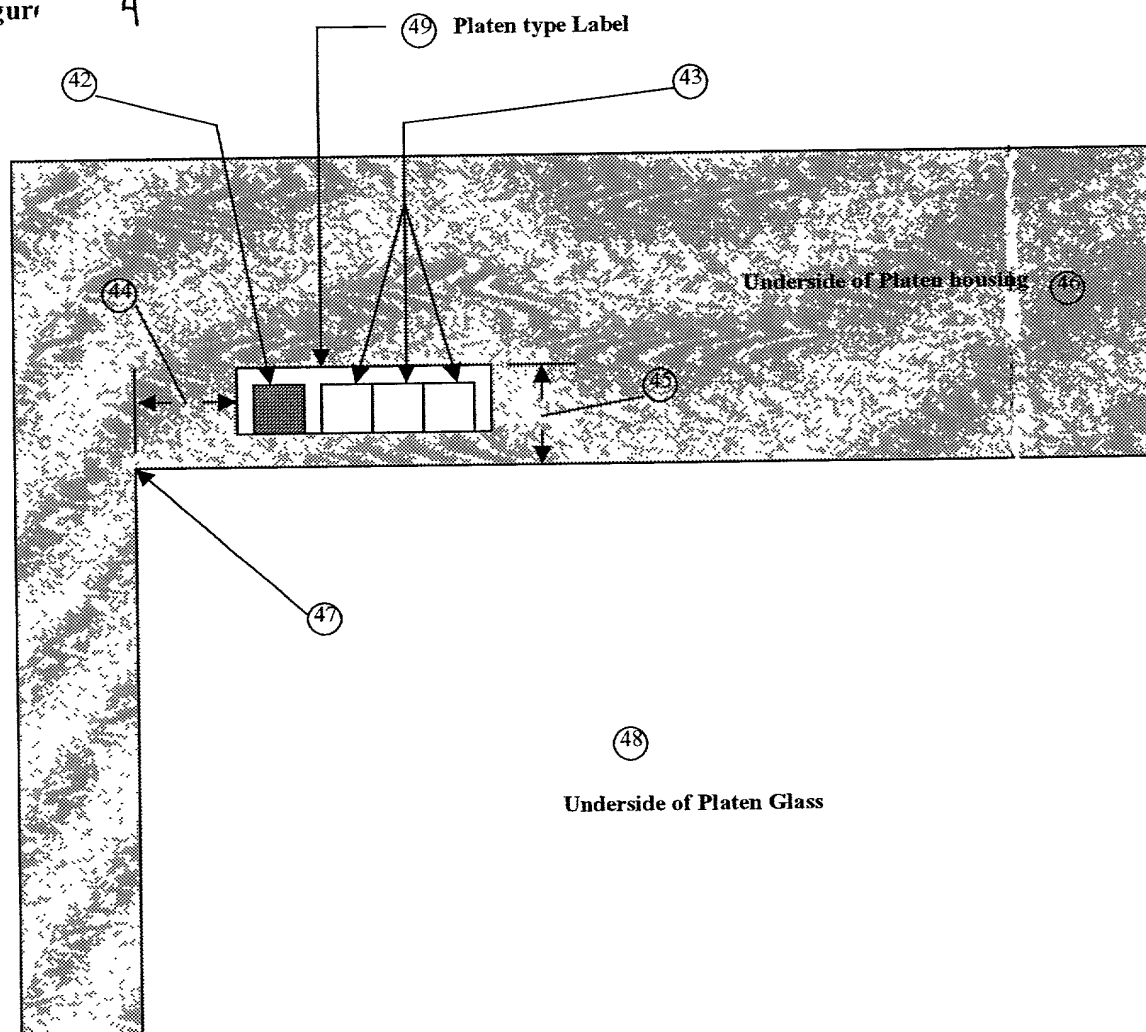 4
49 Platen type Label
42
43
44
Underside of Platen housing 46
45
47
48
Underside of Platen Glass